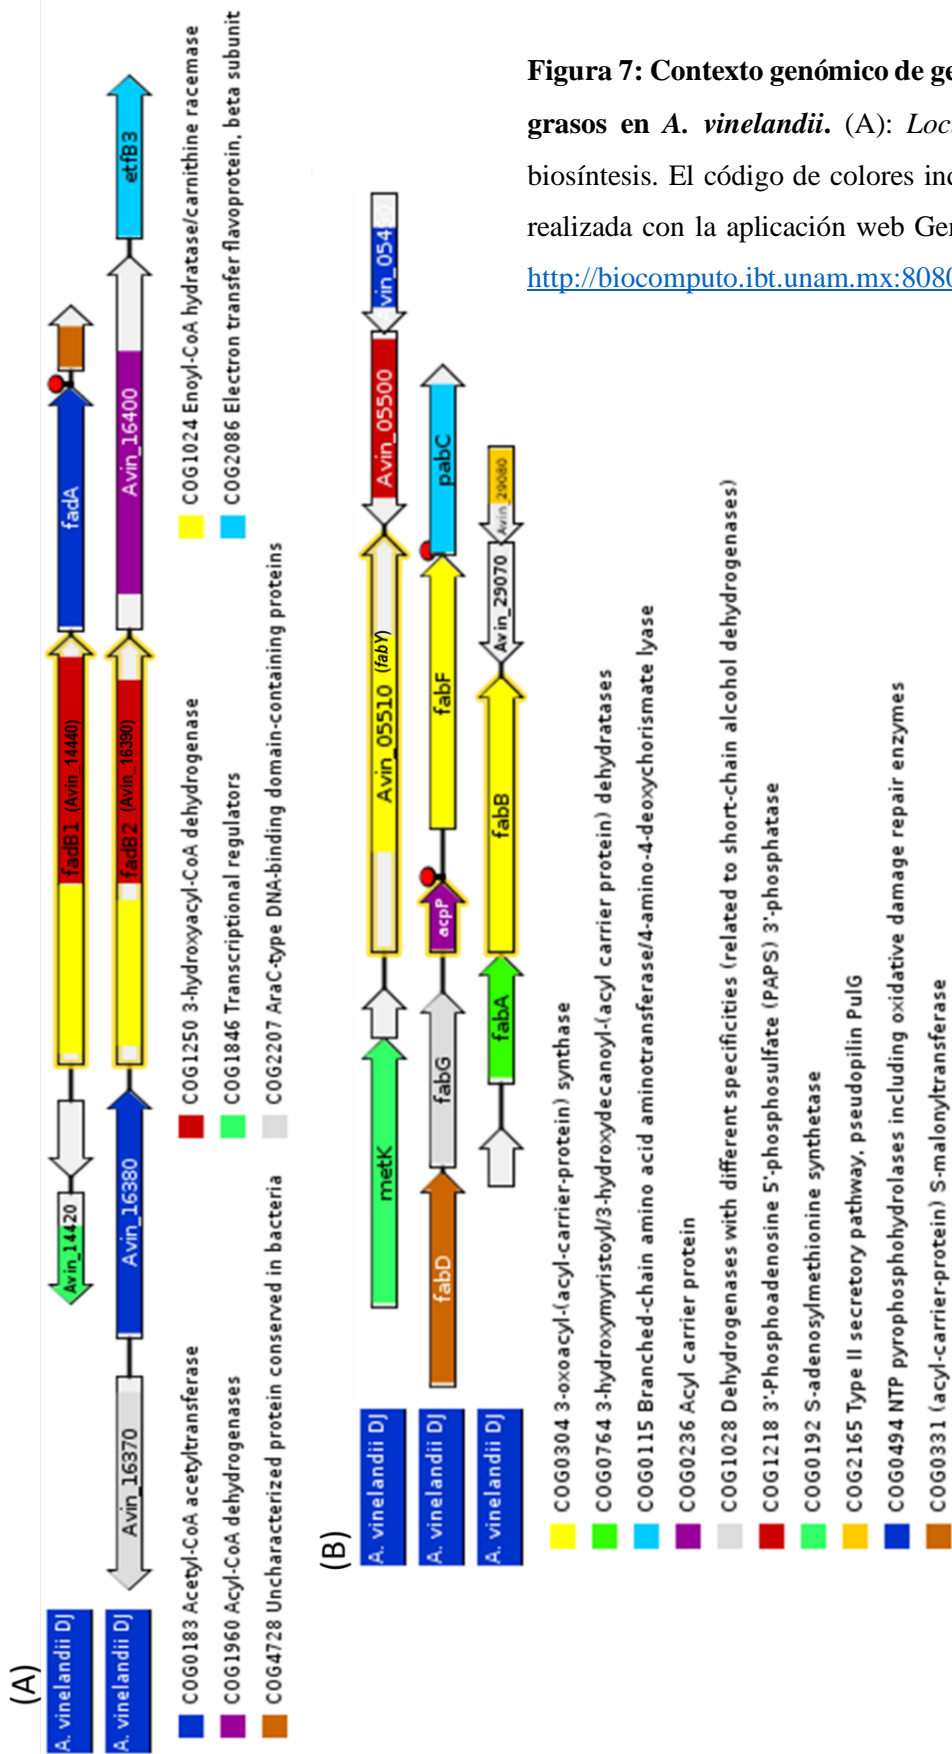 Figura 7: Contexto genómico de ge
grasos en A. vinelandii. (A): Loc
biosíntesis. El código de colores in
realizada con la aplicación web Ge
http://biocomputo.ibt.unam.mx:8080
(A)
A. vinelandii DJ
Avin_14420
fadB1 (Avin_14440)
fadA
A. vinelandii DJ
Avin_16370
Avin_16380
fadB2 (Avin_16390)
Avin_16400
etfB3
COG0183 Acetyl-CoA acetyltransferase
COG1250 3-hydroxyacyl-CoA dehydrogenase
COG1024 Enoyl-CoA hydratase/carnithine racemase
COG1960 Acyl-CoA dehydrogenases
COG1846 Transcriptional regulators
COG2086 Electron transfer flavoprotein, beta subunit
COG4728 Uncharacterized protein conserved in bacteria
COG2207 AraC-type DNA-binding domain-containing proteins
(B)
A. vinelandii DJ
metK
Avin_05510 (fabY)
Avin_05500
Avin_05490
A. vinelandii DJ
fabD
fabG
acpP
fabF
pabC
A. vinelandii DJ
fabA
fabB
Avin_29070
Avin_29080
COG0304 3-oxoacyl-(acyl-carrier-protein) synthase
COG0764 3-hydroxymyristoyl/3-hydroxydecanoyl-(acyl carrier protein) dehydratases
COG0115 Branched-chain amino acid aminotransferase/4-amino-4-deoxychorismate lyase
COG0236 Acyl carrier protein
COG1028 Dehydrogenases with different specificities (related to short-chain alcohol dehydrogenases)
COG1218 3'-Phosphoadenosine 5'-phosphosulfate (PAPS) 3'-phosphatase
COG0192 S-adenosylmethionine synthetase
COG2165 Type II secretory pathway, pseudopilin PulG
COG0494 NTP pyrophosphohydrolases including oxidative damage repair enzymes
COG0331 (acyl-carrier-protein) S-malonyltransferase